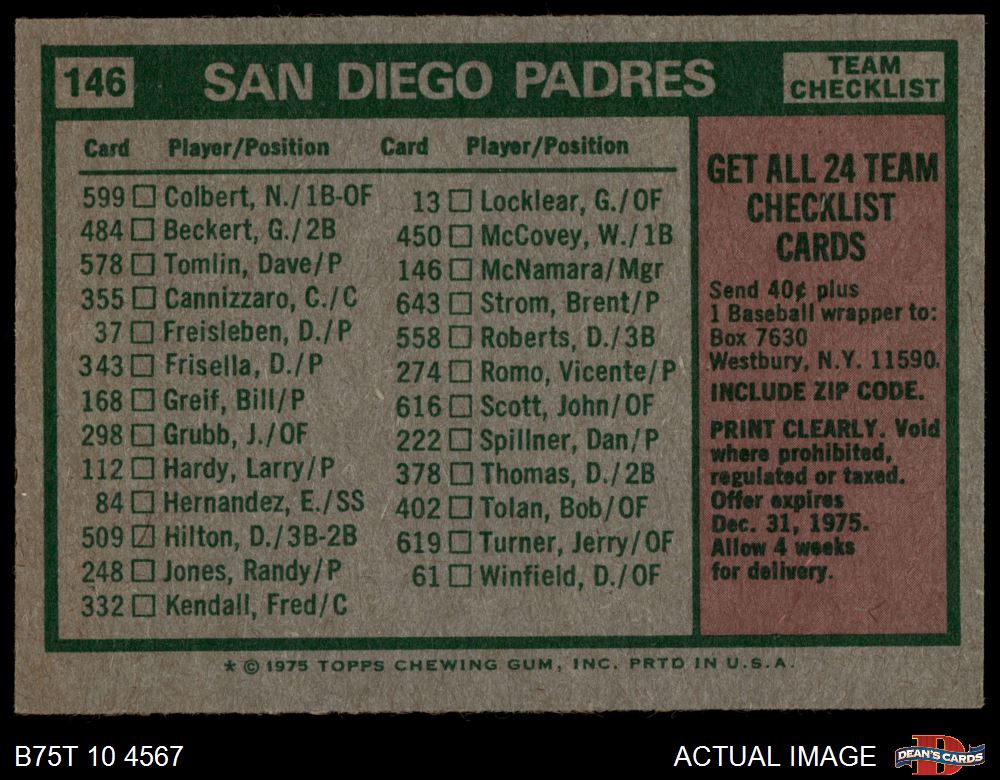 146
SAN DIEGO PADRES
TEAM
CHECKLIST
Card Player/Position
599 Colbert, N./1B-OF
484 Beckert, G./2B
578 Tomlin, Dave/P
355 Cannizzaro, C./C
37 Freisleben, D./P
343 Frisella, D./P
168 Greif, Bill/P
298 Grubb, J./OF
112 Hardy, Larry/P
84 Hernandez, E./SS
509 Hilton, D./3B-2B
248 Jones, Randy/P
332 Kendall, Fred/C
Card Player/Position
13 Locklear, G./OF
450 McCovey, W./1B
146 McNamara/Mgr
643 Strom, Brent/P
558 Roberts, D./3B
274 Romo, Vicente/P
616 Scott, John/OF
222 Spillner, Dan/P
378 Thomas, D./2B
402 Tolan, Bob/OF
619 Turner, Jerry/OF
61 Winfield, D./OF
GET ALL 24 TEAM
CHECKLIST
CARDS
Send 40¢ plus
1 Baseball wrapper to:
Box 7630
Westbury, N.Y. 11590.
INCLUDE ZIP CODE.
PRINT CLEARLY. Void
where prohibited,
regulated or taxed.
Offer expires
Dec. 31, 1975.
Allow 4 weeks
for delivery.
* © 1975 TOPPS CHEWING GUM, INC. PRTD IN U.S.A.
B75T 10 4567
ACTUAL IMAGE
DEAN'S CARDS